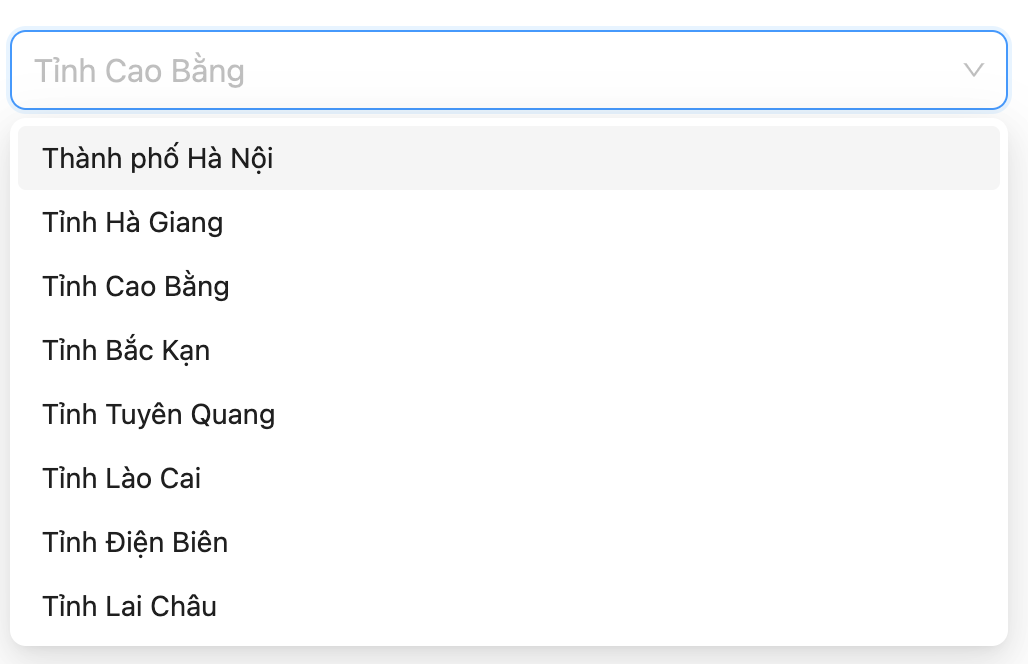 Tỉnh Cao Bằng
Thành phố Hà Nội
Tỉnh Hà Giang
Tỉnh Cao Bằng
Tỉnh Bắc Kạn
Tỉnh Tuyên Quang
Tỉnh Lào Cai
Tỉnh Điện Biên
Tỉnh Lai Châu